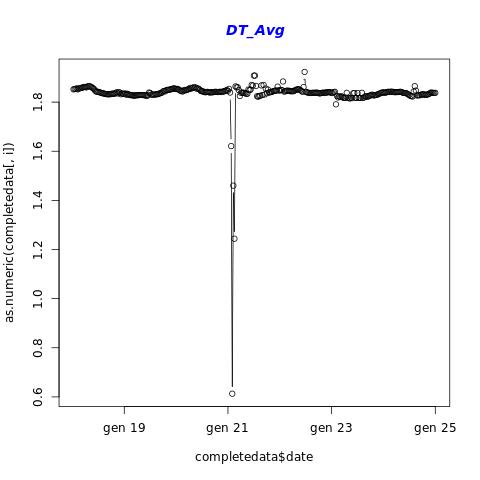 DT_Avg
as.numeric(completedata[, i])
1.8
1.6
1.4
1.2
1.0
0.8
0.6
gen 19
gen 21
gen 23
gen 25
completedata$date